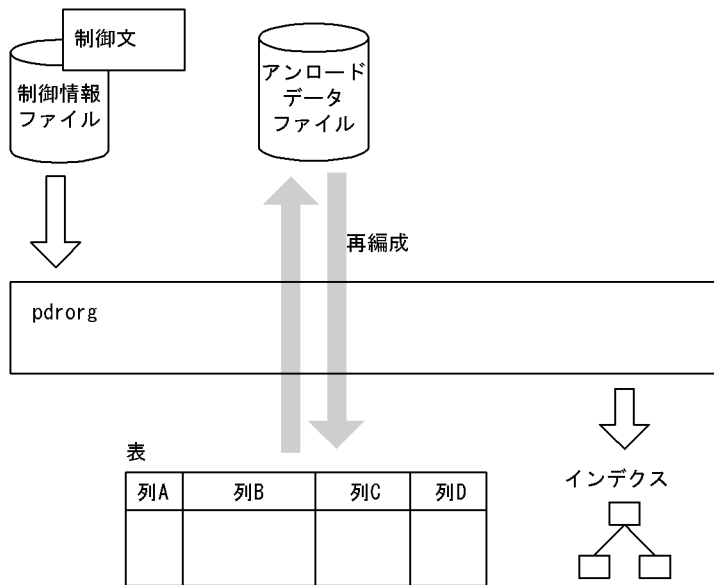 制御文
制御情報
ファイル
アンロード
データ
ファイル
再編成
pdrorg
表
列A 列B 列C 列D
インデクス